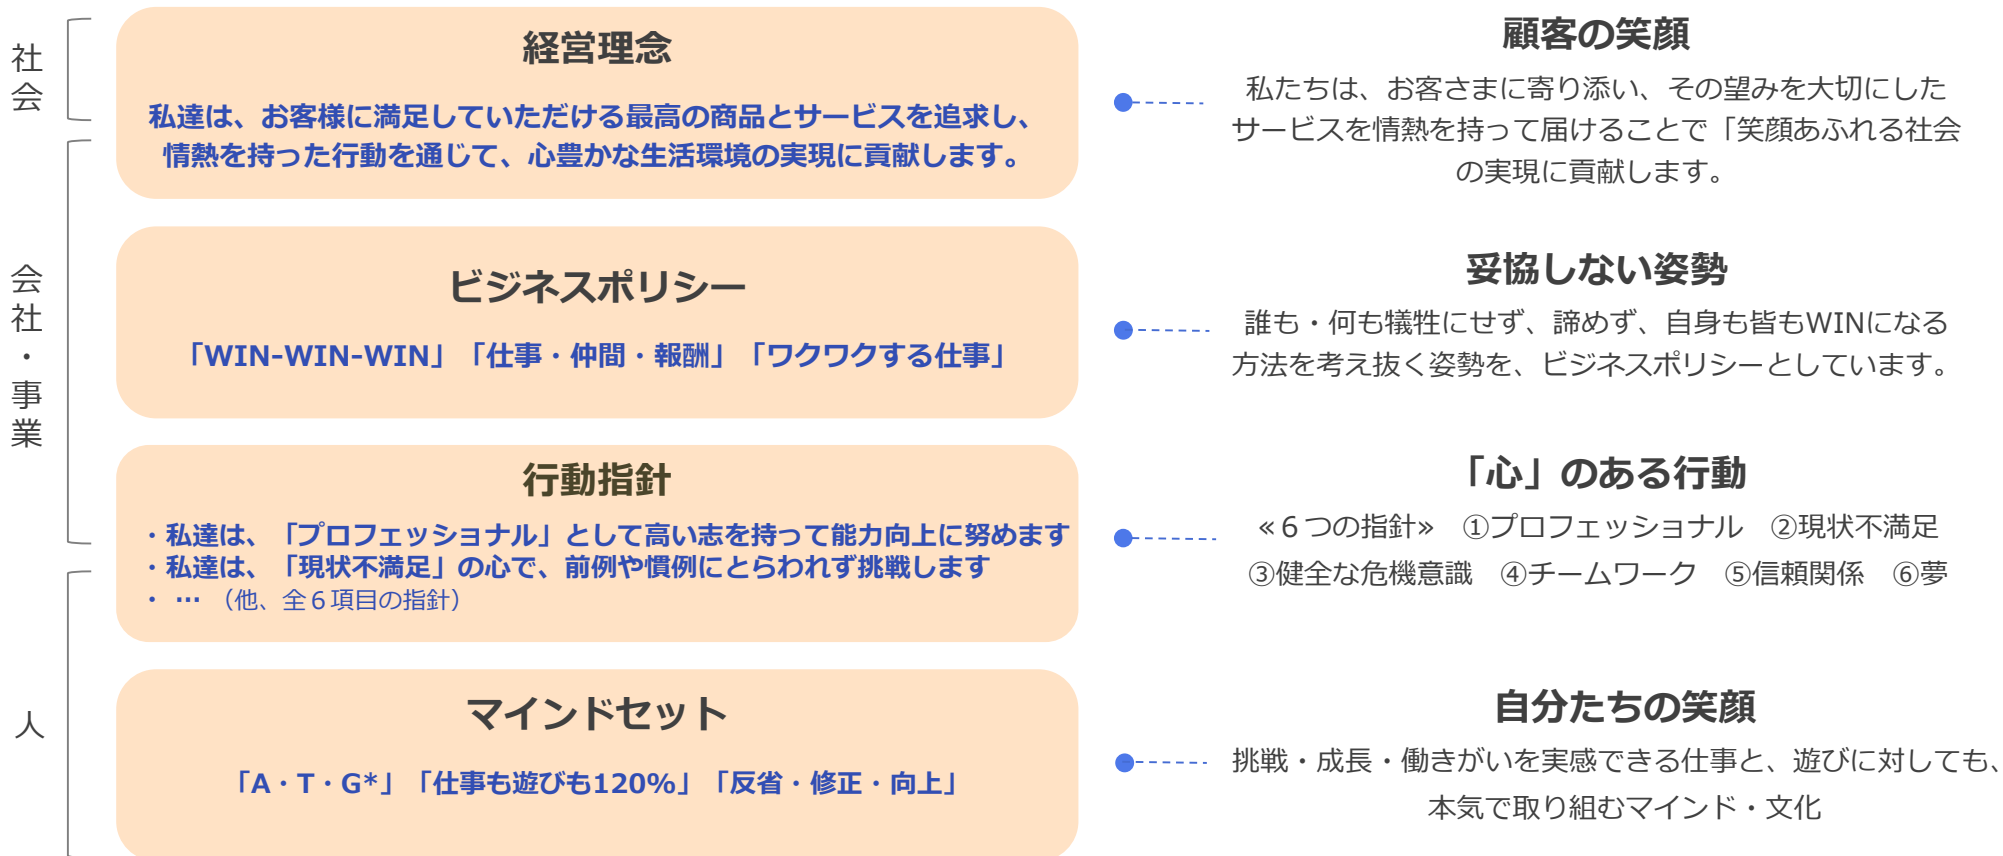 社会
経営理念
私達は、お客様に満足していただける最高の商品とサービスを追求し、
情熱を持った行動を通じて、心豊かな生活環境の実現に貢献します。
顧客の笑顔
私たちは、お客さまに寄り添い、その望みを大切にした
サービスを情熱を持って届けることで「笑顔あふれる社会
の実現に貢献します。
会社・事業
ビジネスポリシー
「WIN-WIN-WIN」「仕事・仲間・報酬」「ワクワクする仕事」
妥協しない姿勢
誰も・何も犠牲にせず、諦めず、自身も皆もWINになる
方法を考え抜く姿勢を、ビジネスポリシーとしています。
行動指針
・私達は、「プロフェッショナル」として高い志を持って能力向上に努めます
・私達は、「現状不満足」の心で、前例や慣例にとらわれず挑戦します
・ …（他、全６項目の指針）
「心」のある行動
«６つの指針»　①プロフェッショナル　②現状不満足
③健全な危機意識　④チームワーク　⑤信頼関係　⑥夢
人
マインドセット
「A・T・G*」「仕事も遊びも120%」「反省・修正・向上」
自分たちの笑顔
挑戦・成長・働きがいを実感できる仕事と、遊びに対しても、
本気で取り組むマインド・文化